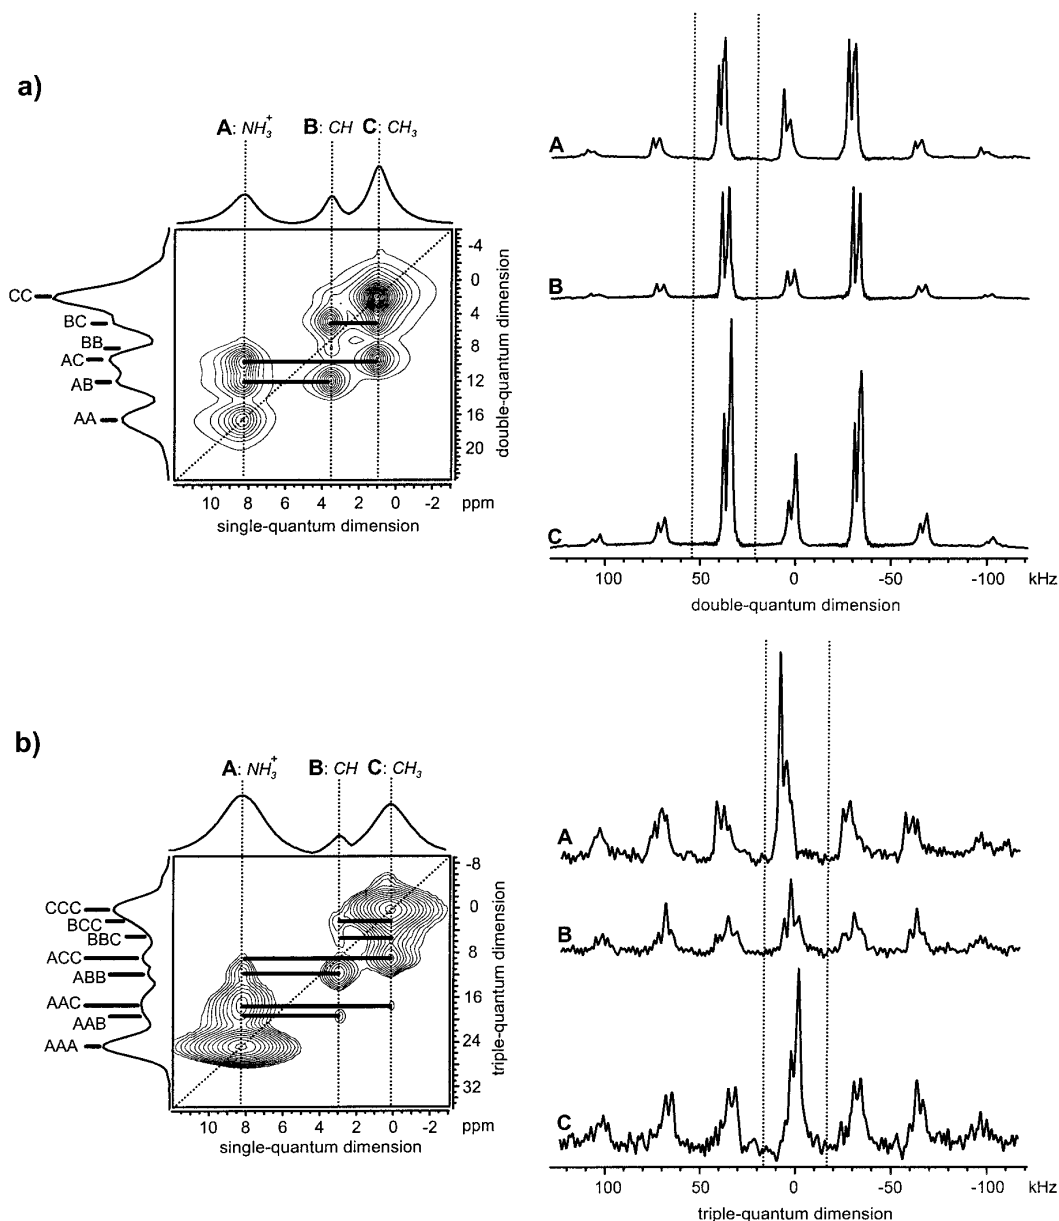 a)
A: NH3+ B: CH C: CH3
CC
BC
BB
AC
AB
AA
-4
0
4
8
12
16
20
double-quantum dimension
10 8 6 4 2 0 -2 ppm
single-quantum dimension
A
B
C
100 50 0 -50 -100 kHz
double-quantum dimension
b)
A: NH3+ B: CH C: CH3
CCC
BCC
BBC
ACC
ABB
AAC
AAB
AAA
-8
0
8
16
24
32
triple-quantum dimension
10 8 6 4 2 0 -2 ppm
single-quantum dimension
A
B
C
100 50 0 -50 -100 kHz
triple-quantum dimension